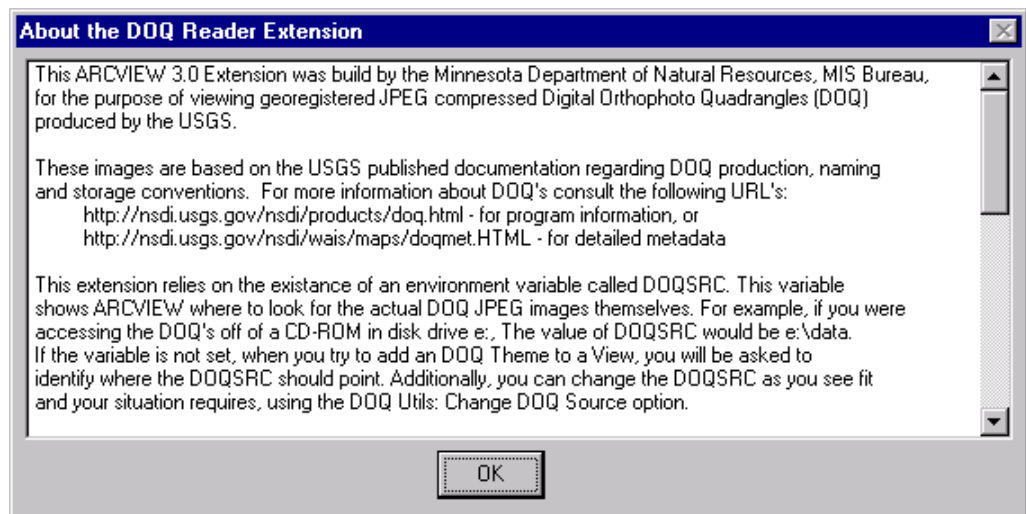 About the DOQ Reader Extension
This ARCVIEW 3.0 Extension was build by the Minnesota Department of Natural Resources, MIS Bureau,
for the purpose of viewing georegistered JPEG compressed Digital Orthophoto Quadrangles (DOQ)
produced by the USGS.
These images are based on the USGS published documentation regarding DOQ production, naming
and storage conventions.  For more information about DOQ's consult the following URL's:
http://nsdi.usgs.gov/nsdi/products/doq.html - for program information, or
http://nsdi.usgs.gov/nsdi/wais/maps/doqmet.HTML - for detailed metadata
This extension relies on the existance of an environment variable called DOQSRC. This variable
shows ARCVIEW where to look for the actual DOQ JPEG images themselves. For example, if you were
accessing the DOQ's off of a CD-ROM in disk drive e:, The value of DOQSRC would be e:\data.
If the variable is not set, when you try to add an DOQ Theme to a View, you will be asked to
identify where the DOQSRC should point. Additionally, you can change the DOQSRC as you see fit
and your situation requires, using the DOQ Utils: Change DOQ Source option.
OK